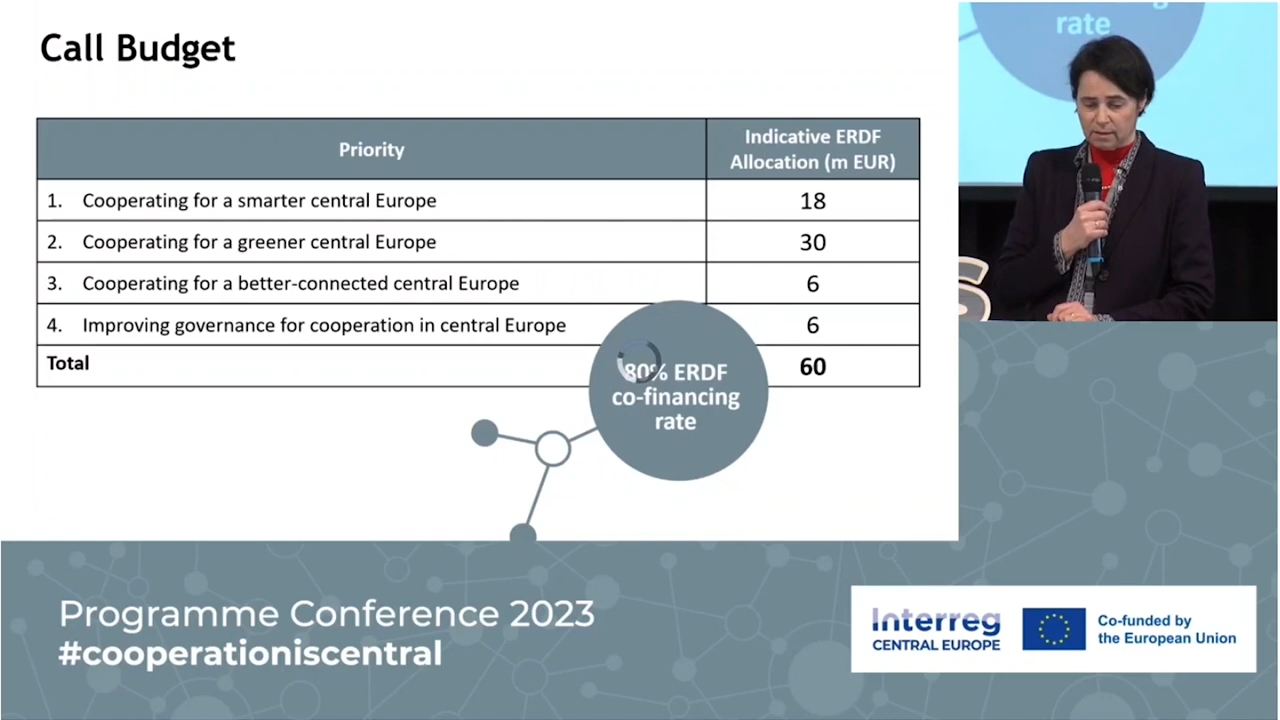 Call Budget
Priority
Indicative ERDF
Allocation (m EUR)
1. Cooperating for a smarter central Europe
18
2. Cooperating for a greener central Europe
30
3. Cooperating for a better-connected central Europe
6
4. Improving governance for cooperation in central Europe
6
Total
60
80% ERDF
co-financing
rate
rate
Programme Conference 2023
#cooperationiscentral
Interreg
CENTRAL EUROPE
Co-funded by
the European Union